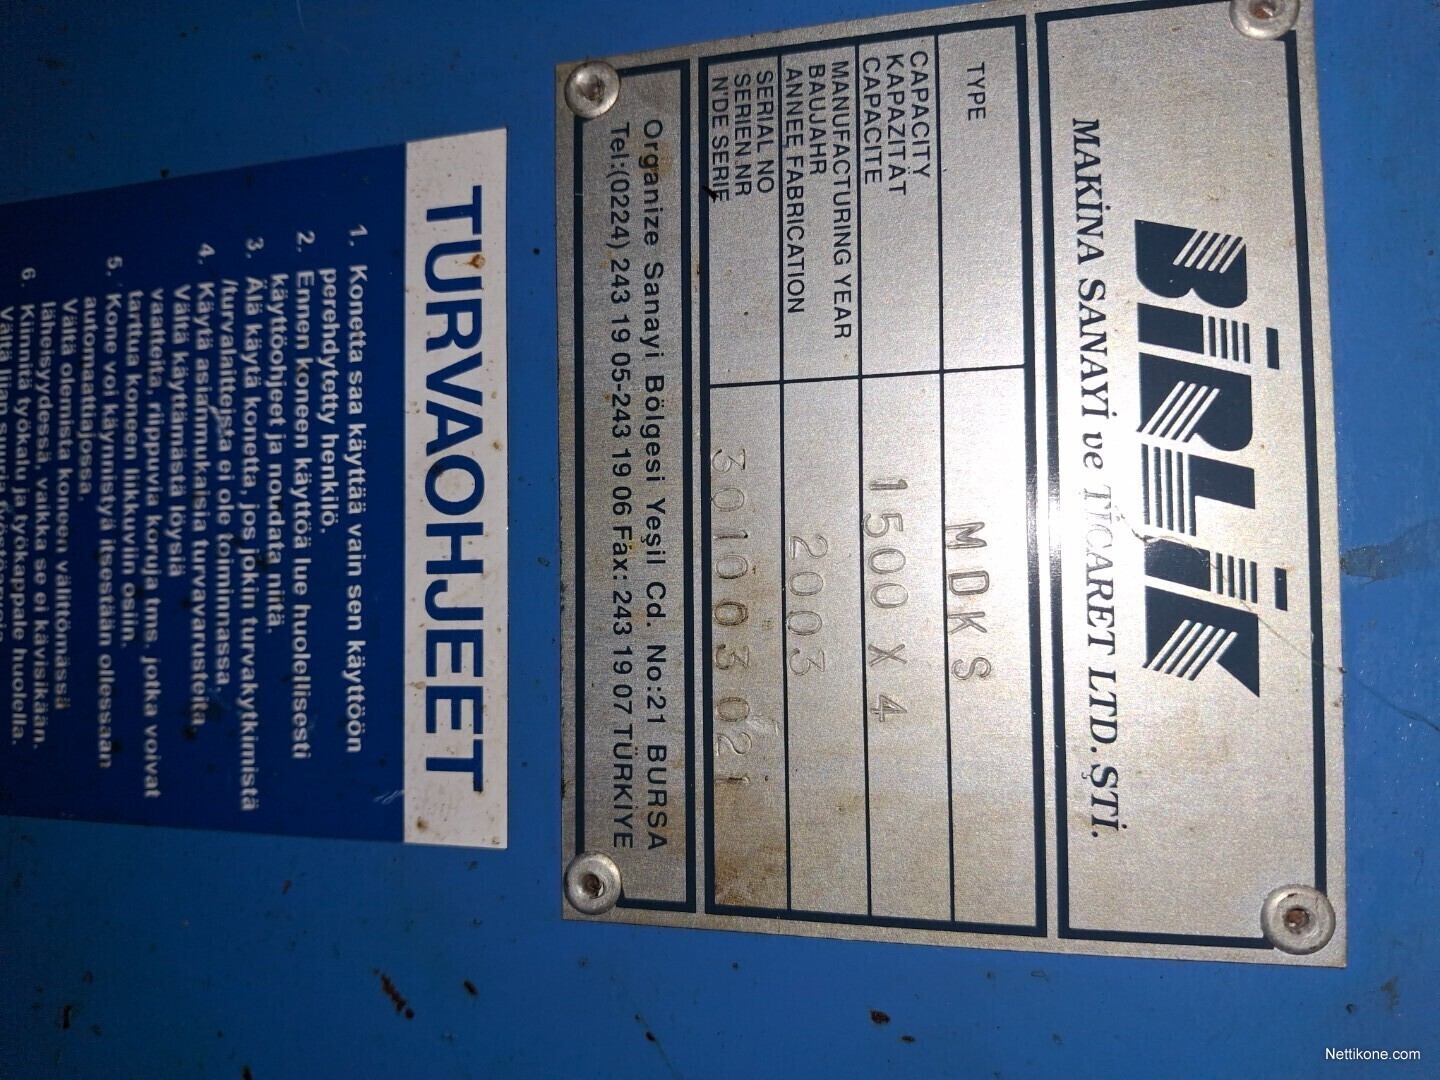 BİRLİK
MAKİNA SANAYİ ve TİCARET LTD. ŞTİ.
TYPE
MDKS
CAPACITY
KAPAZITÄT
CAPACITE
1500 X 4
MANUFACTURING YEAR
BAUJAHR
ANNEE FABRICATION
2003
SERIAL NO
SERIEN.NR
N'DE SERIE
301003021
Organize Sanayi Bölgesi Yeşil Cd. No:21 BURSA
Tel:(0224) 243 19 05-243 19 06 Fax: 243 19 07 TÜRKİYE
TURVAOHJEET
1. Konetta saa käyttää vain sen käyttöön
perehdytetty henkilö.
2. Ennen koneen käyttöä lue huolellisesti
käyttöohjeet ja noudata niitä.
3. Älä käytä konetta, jos jokin turvakytkimistä
/turvalaitteista ei ole toiminnassa
4. Käytä asianmukaisia turvavarusteita.
Vältä käyttämästä löysiä
vaatteita, riippuvia koruja tms. jotka voivat
tarttua koneen liikkuviin osiin.
5. Kone voi käynnistyä itsestään ollessaan
automaattiajossa.
Vältä olemista koneen välittömässä
läheisyydessä, vaikka se ei kävisikään.
6. Kiinnitä työkalu ja työkappale huolella.
Vältä liian suuria
Nettikone.com